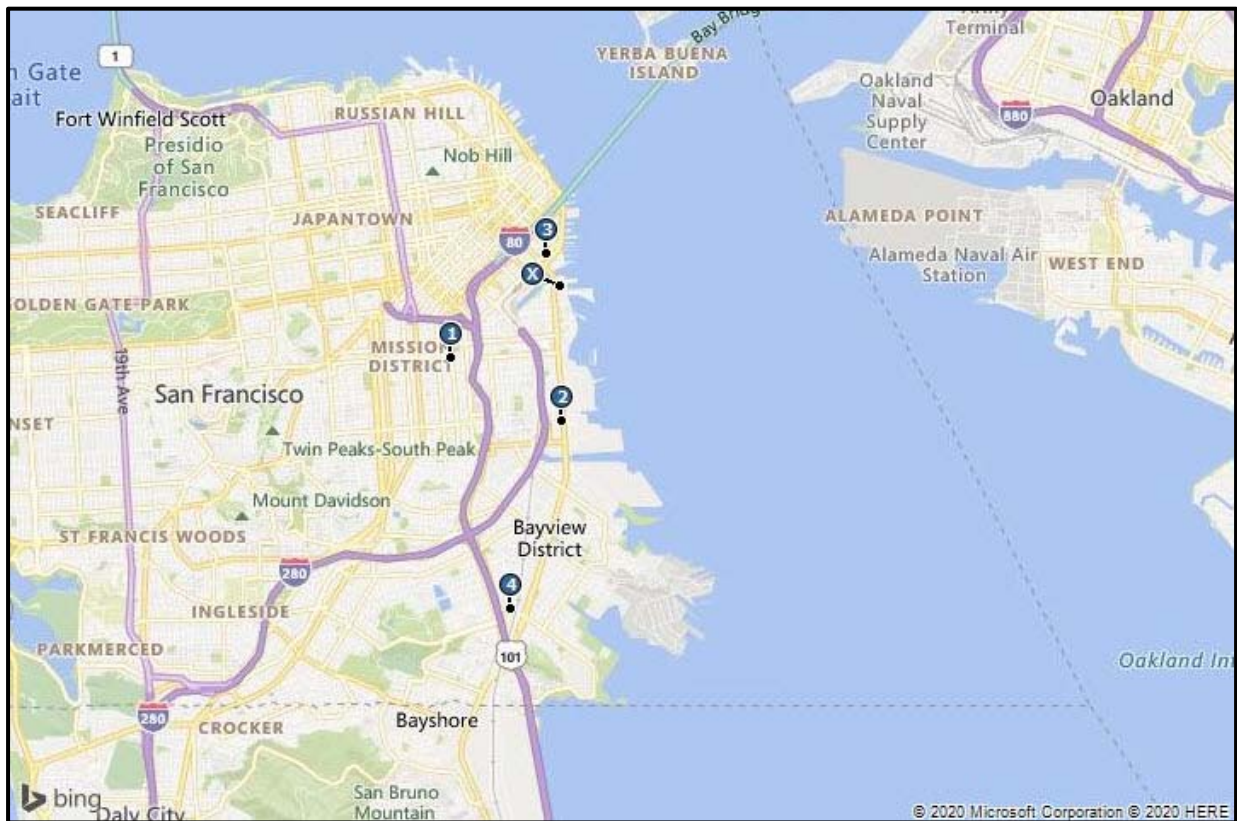 Bay Bridge
Terminal
1
YERBA BUENA
ISLAND
n Gate
ait
Oakland
Naval
Supply
Center
Oakland
880
Fort Winfield Scott
RUSSIAN HILL
Presidio
of San
Francisco
Nob Hill
SEACLIFF
JAPANTOWN
ALAMEDA POINT
3
80
Alameda Naval Air
Station
WEST END
X
OLDEN GATE PARK
1
MISSION
DISTRICT
19th Ave
San Francisco
2
NSET
Twin Peaks-South Peak
Mount Davidson
ST FRANCIS WOODS
Bayview
District
280
4
INGLESIDE
PARKMERCED
101
Oakland Int
280
CROCKER
Bayshore
San Bruno
Mountain
bing
Daly City
© 2020 Microsoft Corporation © 2020 HERE